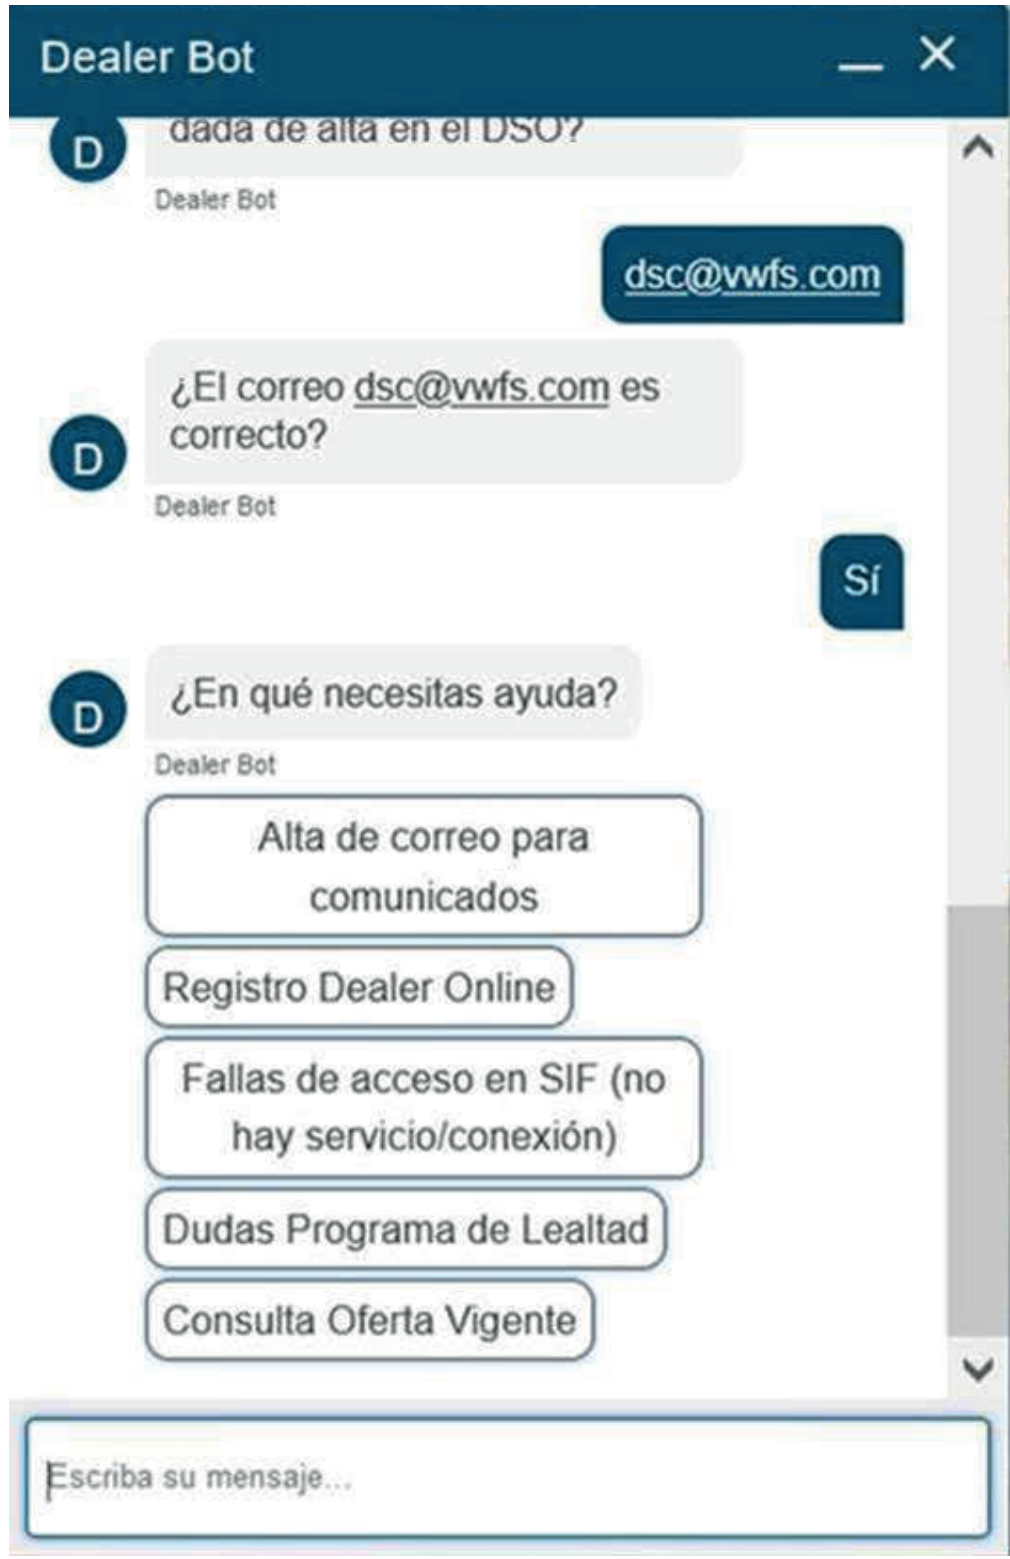 Dealer Bot
dada de alta en el DSO?
D
Dealer Bot
dsc@vwfs.com
¿El correo dsc@vwfs.com es
correcto?
D
Dealer Bot
Sí
¿En qué necesitas ayuda?
D
Dealer Bot
Alta de correo para
comunicados
Registro Dealer Online
Fallas de acceso en SIF (no
hay servicio/conexión)
Dudas Programa de Lealtad
Consulta Oferta Vigente
Escriba su mensaje...